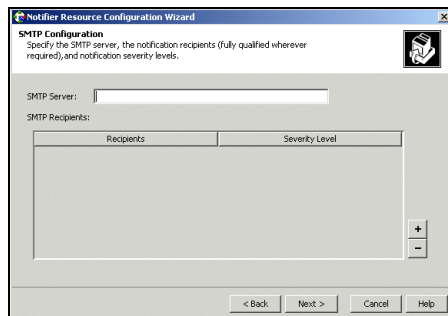 Notifier Resource Configuration Wizard
SMTP Configuration
Specify the SMTP server, the notification recipients (fully qualified wherever
required),and notification severity levels.
SMTP Server:
SMTP Recipients:
Recipients Severity Level
+
−
< Back Next > Cancel Help